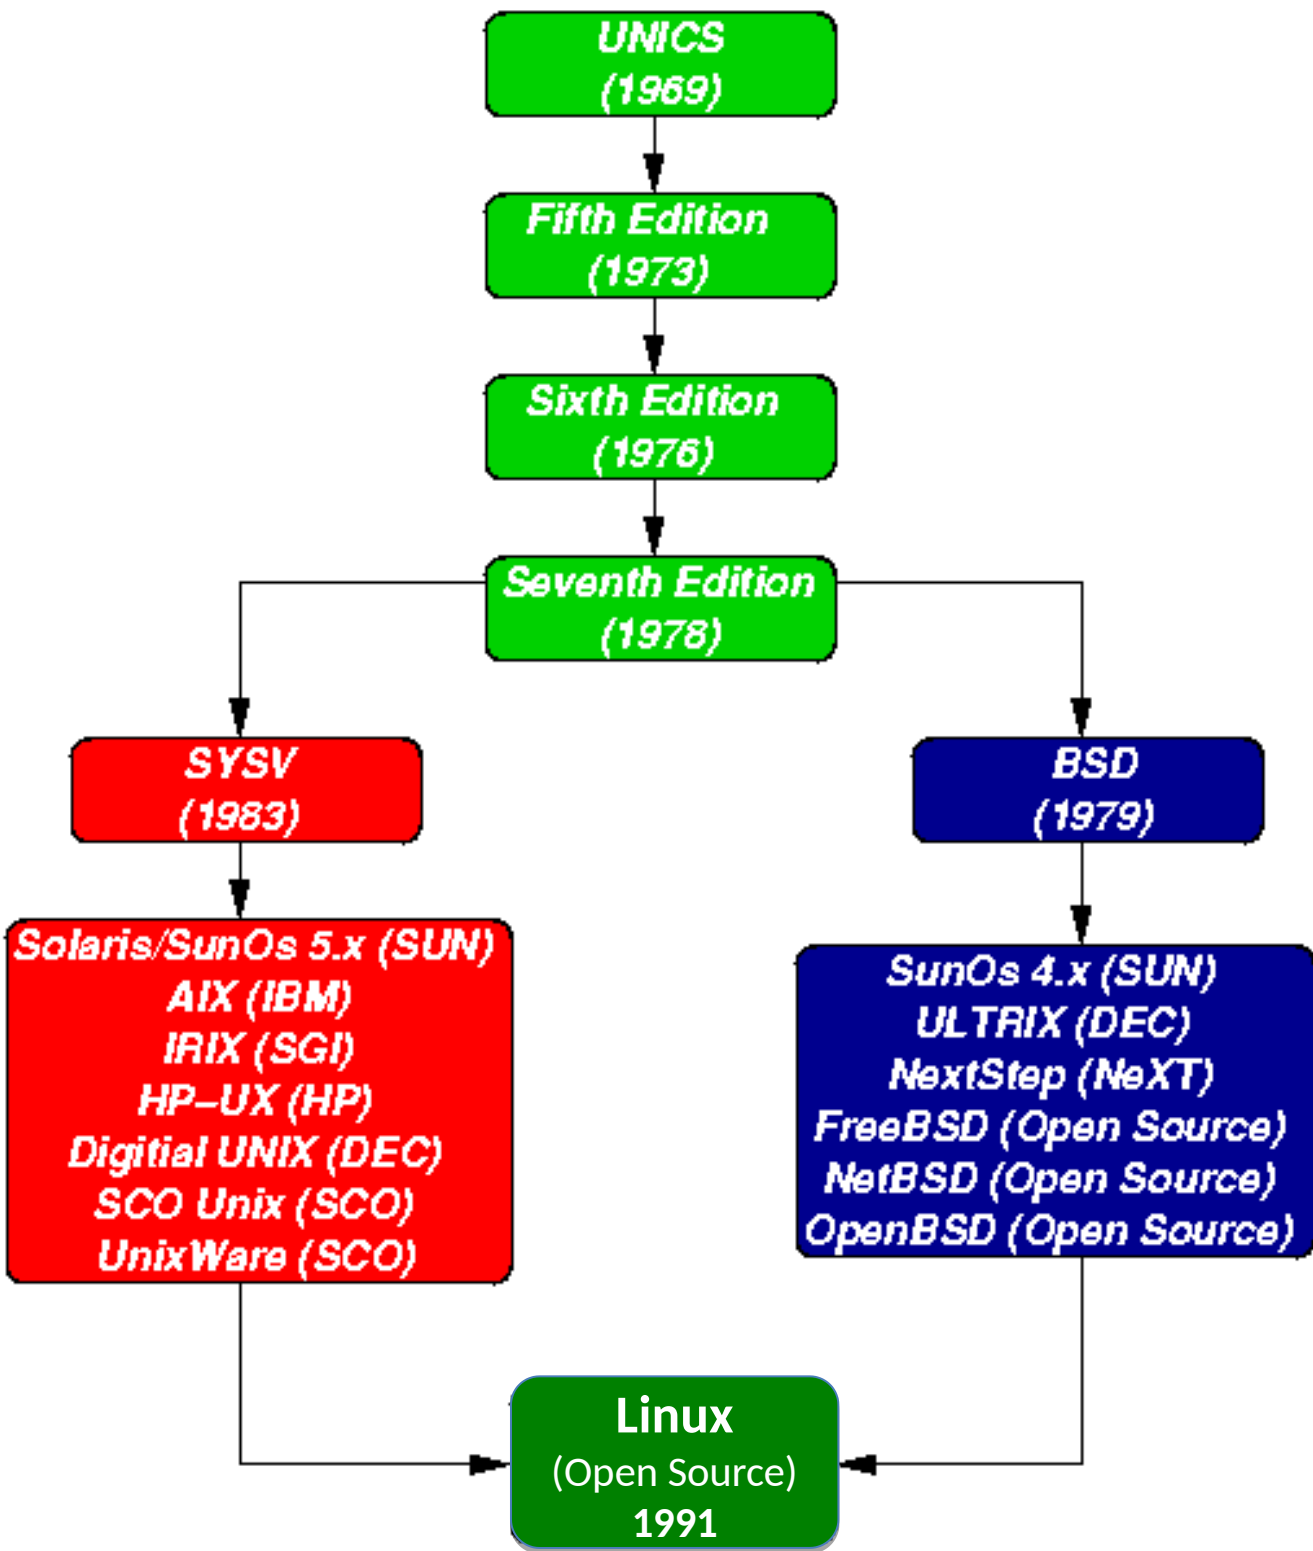 UNICS
(1969)
Fifth Edition
(1973)
Sixth Edition
(1976)
Seventh Edition
(1978)
SYSV
(1983)
BSD
(1979)
Solaris/SunOs 5.x (SUN)
AIX (IBM)
IRIX (SGI)
HP-UX (HP)
Digitial UNIX (DEC)
SCO Unix (SCO)
UnixWare (SCO)
SunOs 4.x (SUN)
ULTRIX (DEC)
NextStep (NeXT)
FreeBSD (Open Source)
NetBSD (Open Source)
OpenBSD (Open Source)
Linux
(Open Source)
1991